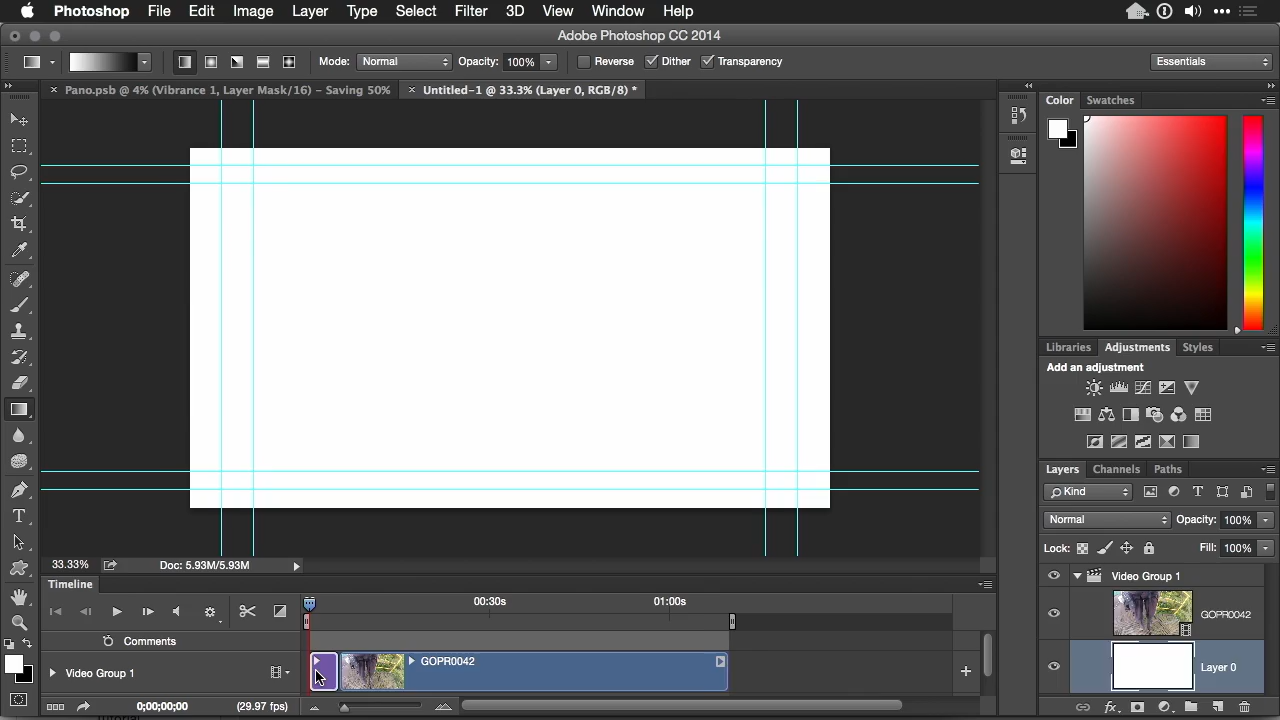 Photoshop File Edit Image Layer Type Select Filter 3D View Window Help
Adobe Photoshop CC 2014
Mode: Normal Opacity: 100% Reverse Dither Transparency Essentials
Pano.psb @ 4% (Vibrance 1, Layer Mask/16) – Saving 50% Untitled-1 @ 33.3% (Layer 0, RGB/8) *
Color Swatches
Libraries Adjustments Styles
Add an adjustment
Layers Channels Paths
Kind
Normal Opacity: 100%
Lock: Fill: 100%
Video Group 1
GOPR0042
Layer 0
33.33% Doc: 5.93M/5.93M
Timeline
00:30s 01:00s
Comments
GOPR0042
Video Group 1
0;00;00;00 (29.97 fps)